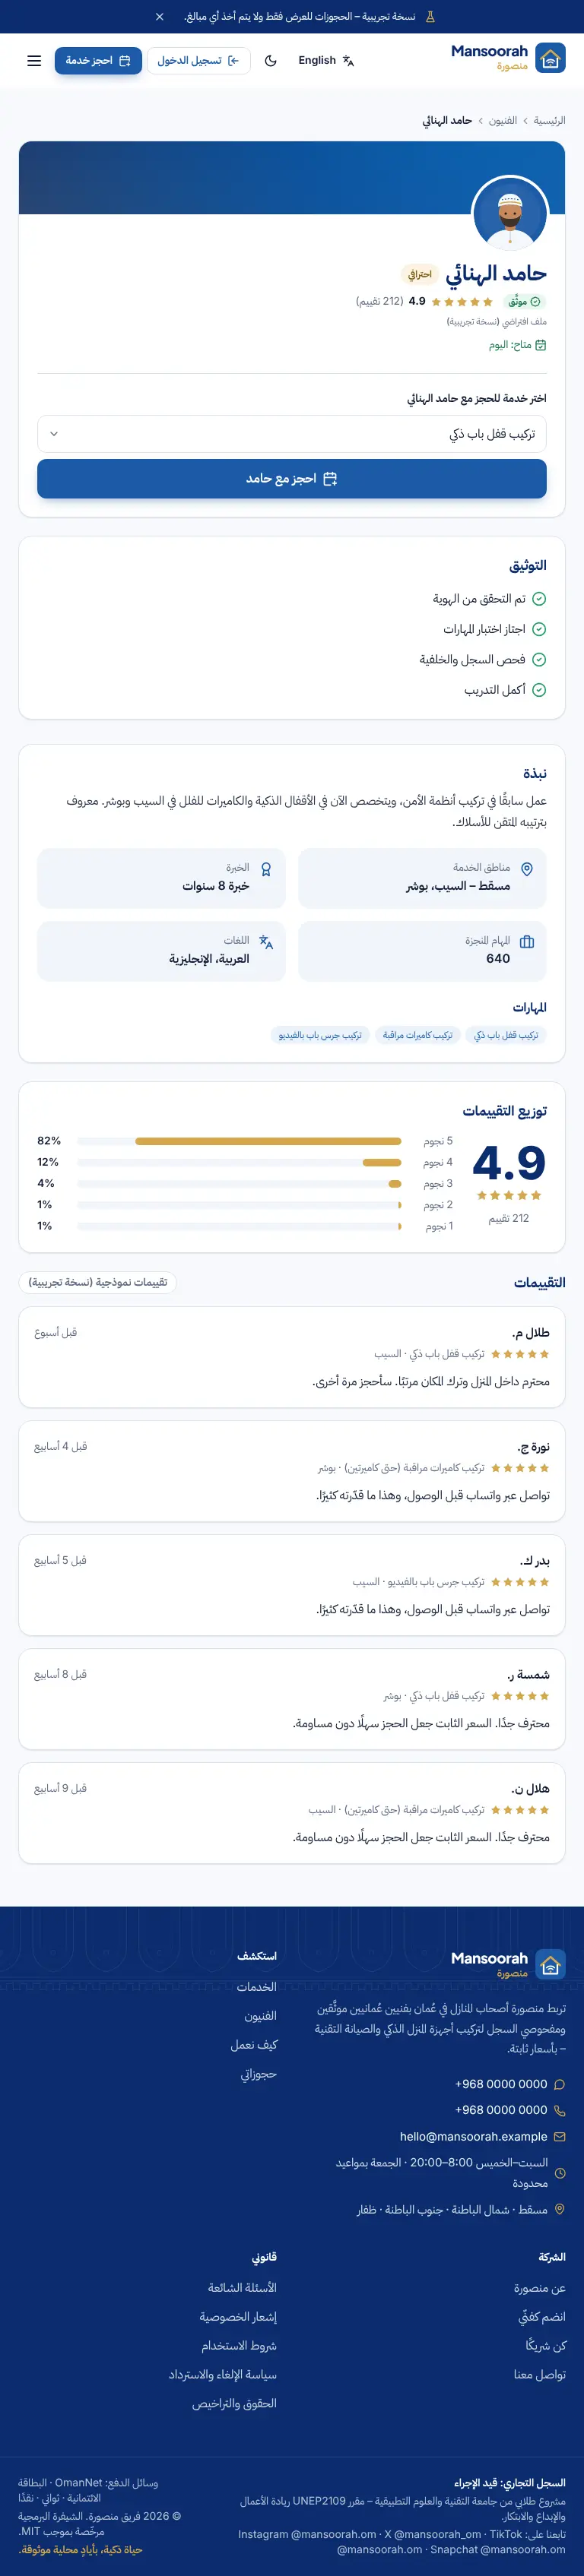 نسخة تجريبية – الحجوزات للعرض فقط ولا يتم أخذ أي مبالغ.
Mansoorah
منصورة
English
تسجيل الدخول
احجز خدمة
الرئيسية
الفنيون
حامد الهنائي
حامد الهنائي
احترافي
موثّق
4.9 (212 تقييم)
ملف افتراضي (نسخة تجريبية)
متاح: اليوم
اختر خدمة للحجز مع حامد الهنائي
تركيب قفل باب ذكي
احجز مع حامد
التوثيق
تم التحقق من الهوية
اجتاز اختبار المهارات
فحص السجل والخلفية
أكمل التدريب
نبذة
عمل سابقًا في تركيب أنظمة الأمن، ويتخصص الآن في الأقفال الذكية والكاميرات للفلل في السيب وبوشر. معروف
بترتيبه المتقن للأسلاك.
مناطق الخدمة
مسقط – السيب، بوشر
الخبرة
خبرة 8 سنوات
المهام المنجزة
640
اللغات
العربية، الإنجليزية
المهارات
تركيب قفل باب ذكي
تركيب كاميرات مراقبة
تركيب جرس باب بالفيديو
توزيع التقييمات
4.9
212 تقييم
5 نجوم 82%
4 نجوم 12%
3 نجوم 4%
2 نجوم 1%
1 نجوم 1%
التقييمات
تقييمات نموذجية (نسخة تجريبية)
طلال م.
قبل أسبوع
تركيب قفل باب ذكي · السيب
محترم داخل المنزل وترك المكان مرتبًا. سأحجز مرة أخرى.
نورة ج.
قبل 4 أسابيع
تركيب كاميرات مراقبة (حتى كاميرتين) · بوشر
تواصل عبر واتساب قبل الوصول، وهذا ما قدّرته كثيرًا.
بدر ك.
قبل 5 أسابيع
تركيب جرس باب بالفيديو · السيب
تواصل عبر واتساب قبل الوصول، وهذا ما قدّرته كثيرًا.
شمسة ر.
قبل 8 أسابيع
تركيب قفل باب ذكي · بوشر
محترف جدًا. السعر الثابت جعل الحجز سهلًا دون مساومة.
هلال ن.
قبل 9 أسابيع
تركيب كاميرات مراقبة (حتى كاميرتين) · السيب
محترف جدًا. السعر الثابت جعل الحجز سهلًا دون مساومة.
Mansoorah
منصورة
تربط منصورة أصحاب المنازل في عُمان بفنيين عُمانيين موثّقين
ومفحوصي السجل لتركيب أجهزة المنزل الذكي والصيانة التقنية
– بأسعار ثابتة.
+968 0000 0000
+968 0000 0000
hello@mansoorah.example
السبت–الخميس 8:00–20:00 · الجمعة بمواعيد
محدودة
مسقط · شمال الباطنة · جنوب الباطنة · ظفار
استكشف
الخدمات
الفنيون
كيف نعمل
حجوزاتي
الشركة
عن منصورة
انضم كفنّي
كن شريكًا
تواصل معنا
قانوني
الأسئلة الشائعة
إشعار الخصوصية
شروط الاستخدام
سياسة الإلغاء والاسترداد
الحقوق والتراخيص
السجل التجاري: قيد الإجراء
مشروع طلابي من جامعة التقنية والعلوم التطبيقية – مقرر UNEP2109 ريادة الأعمال
والإبداع والابتكار.
تابعنا على: Instagram @mansoorah.om · X @mansoorah_om · TikTok
@mansoorah.om · Snapchat @mansoorah.om
وسائل الدفع: OmanNet · البطاقة
الائتمانية · ثواني · نقدًا
© 2026 فريق منصورة. الشيفرة البرمجية
مرخّصة بموجب MIT.
حياة ذكية، بأيادٍ محلية موثوقة.